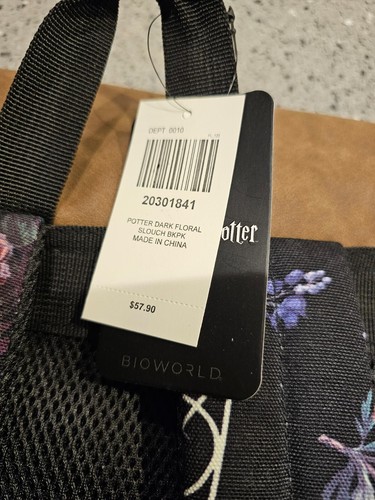 DEPT 0010
20301841
POTTER DARK FLORAL
SLOUCH BKPK
MADE IN CHINA
otter
$57.90
BIOWORLD